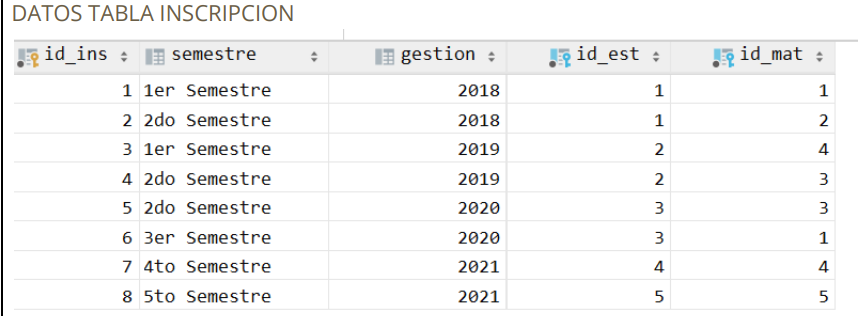 DATOS TABLA INSCRIPCION
id_ins semestre gestion id_est id_mat
1 1er Semestre 2018 1 1
2 2do Semestre 2018 1 2
3 1er Semestre 2019 2 4
4 2do Semestre 2019 2 3
5 2do Semestre 2020 3 3
6 3er Semestre 2020 3 1
7 4to Semestre 2021 4 4
8 5to Semestre 2021 5 5